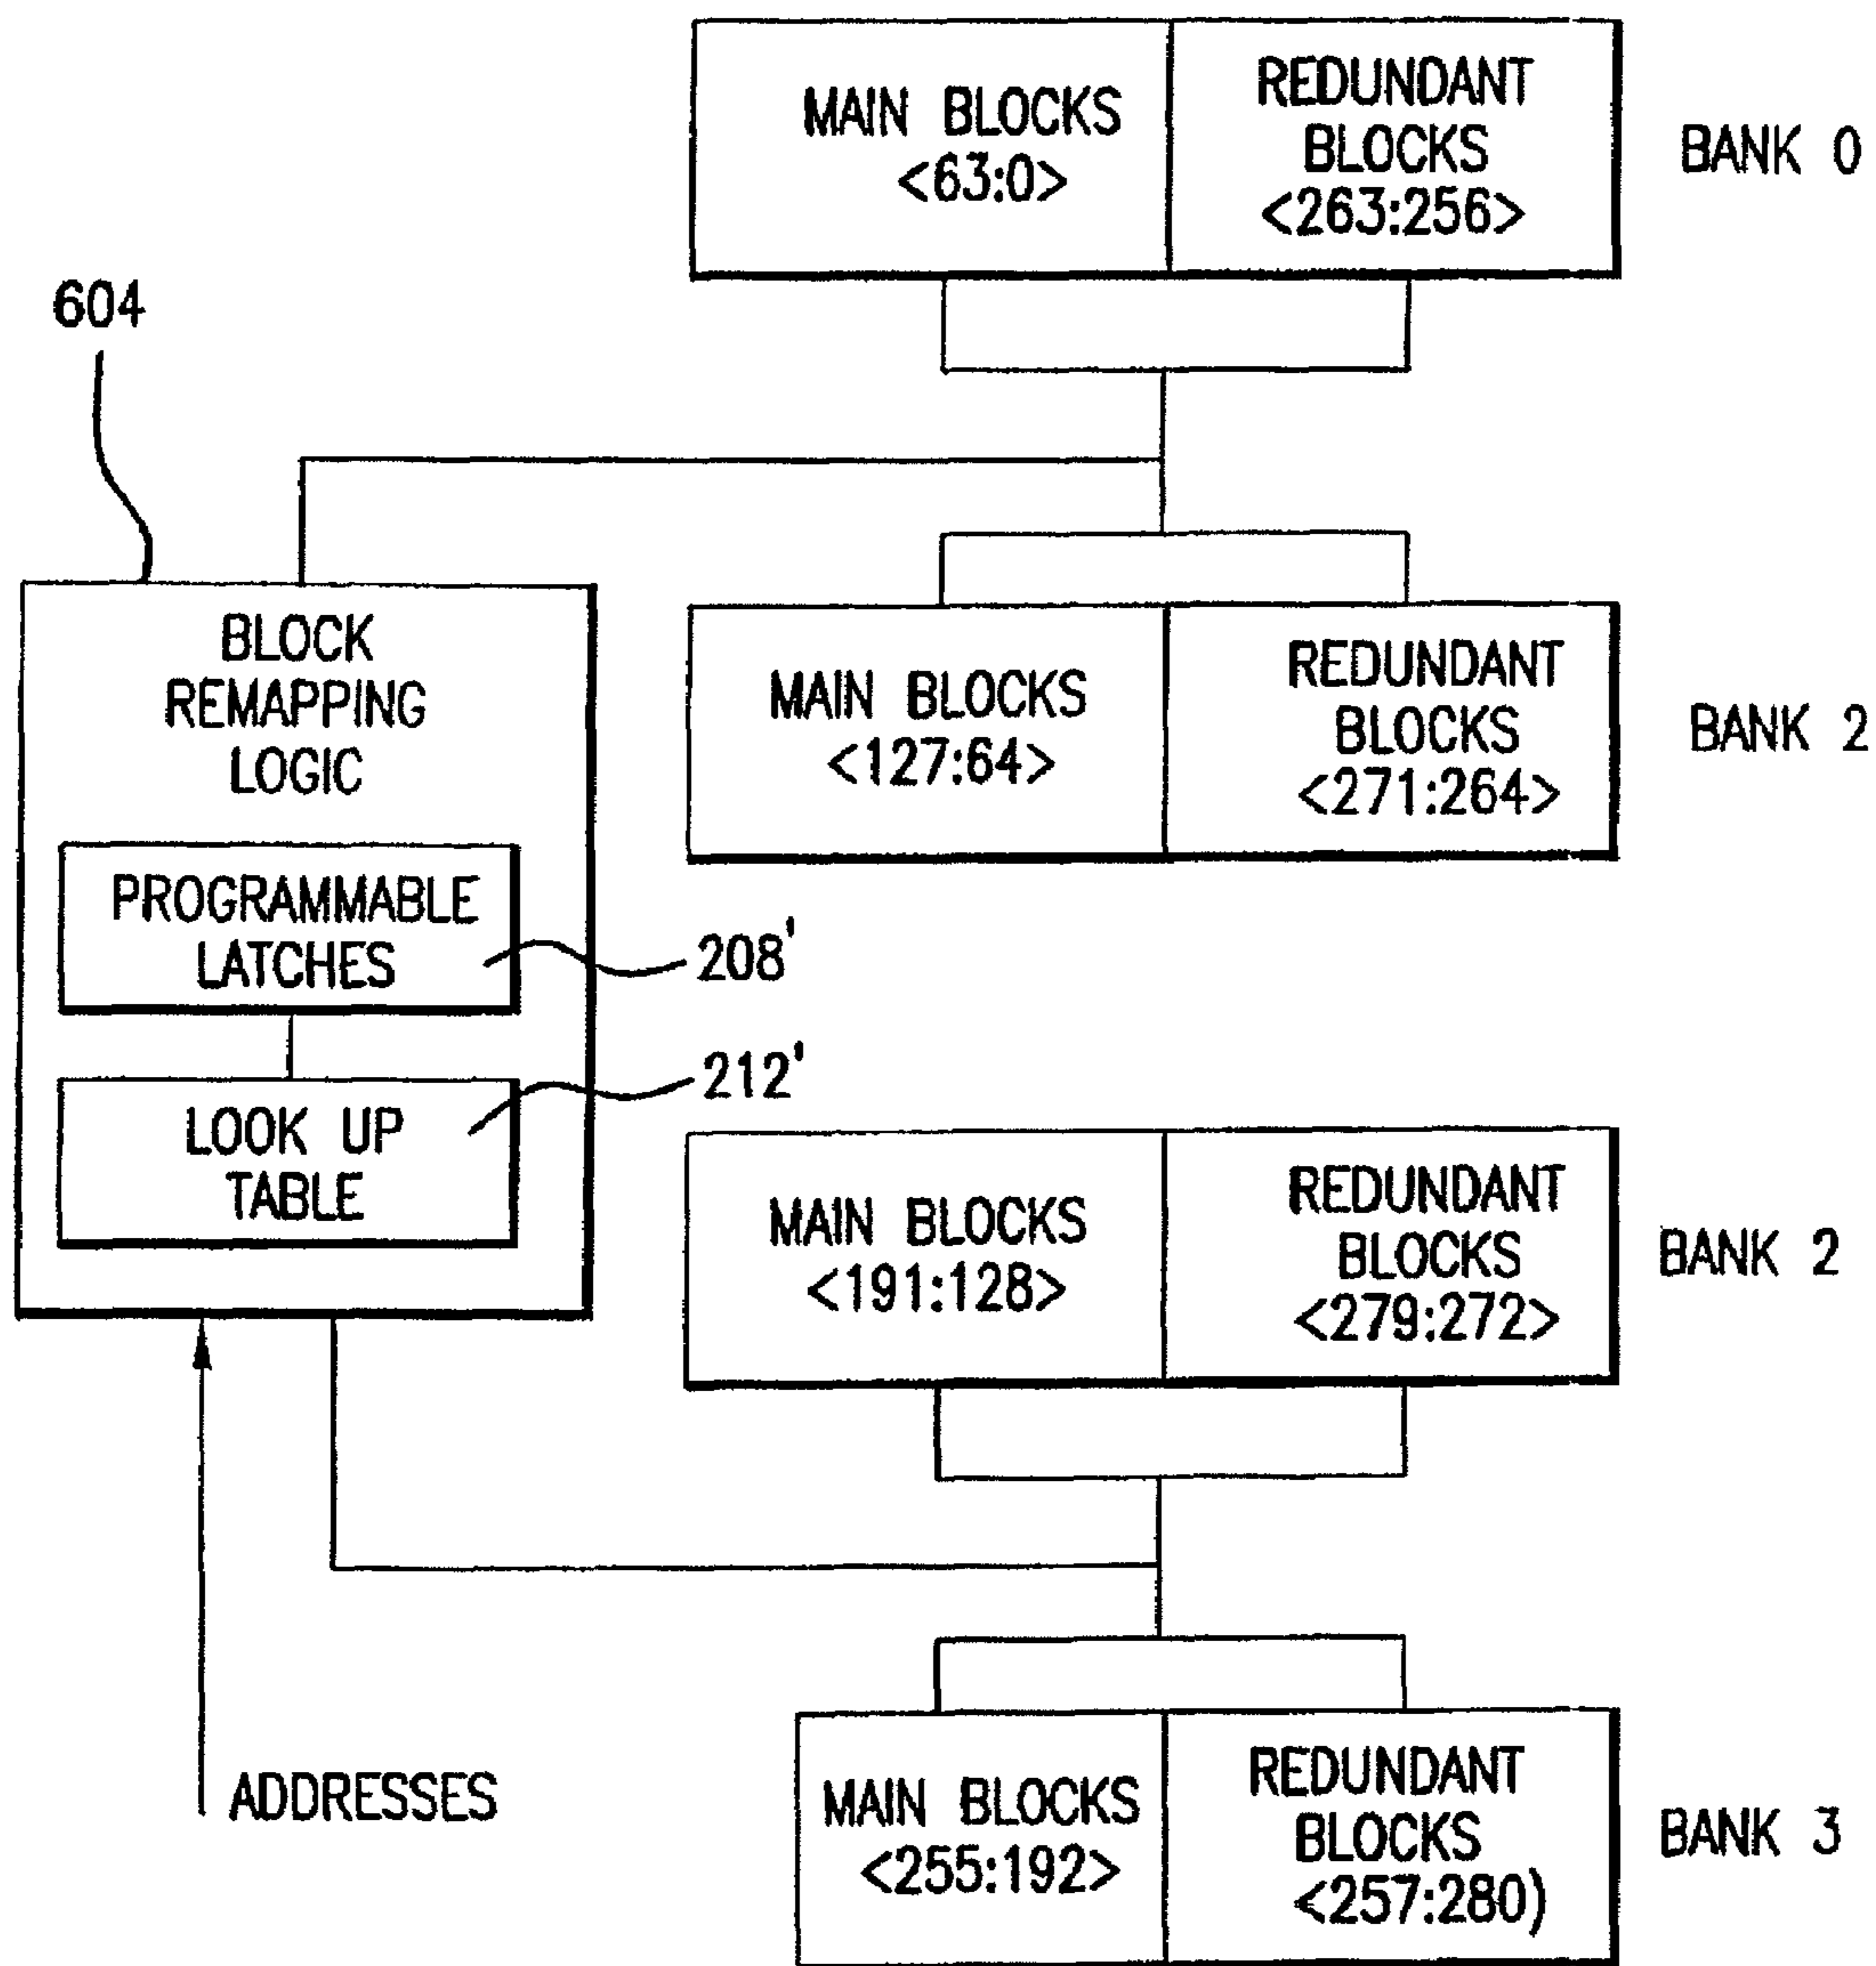 MAIN BLOCKS
<63:0>
REDUNDANT
BLOCKS
<263:256>
BANK 0
604
BLOCK
REMAPPING
LOGIC
PROGRAMMABLE
LATCHES
208'
LOOK UP
TABLE
212'
MAIN BLOCKS
<127:64>
REDUNDANT
BLOCKS
<271:264>
BANK 2
MAIN BLOCKS
<191:128>
REDUNDANT
BLOCKS
<279:272>
BANK 2
ADDRESSES
MAIN BLOCKS
<255:192>
REDUNDANT
BLOCKS
<257:280)
BANK 3